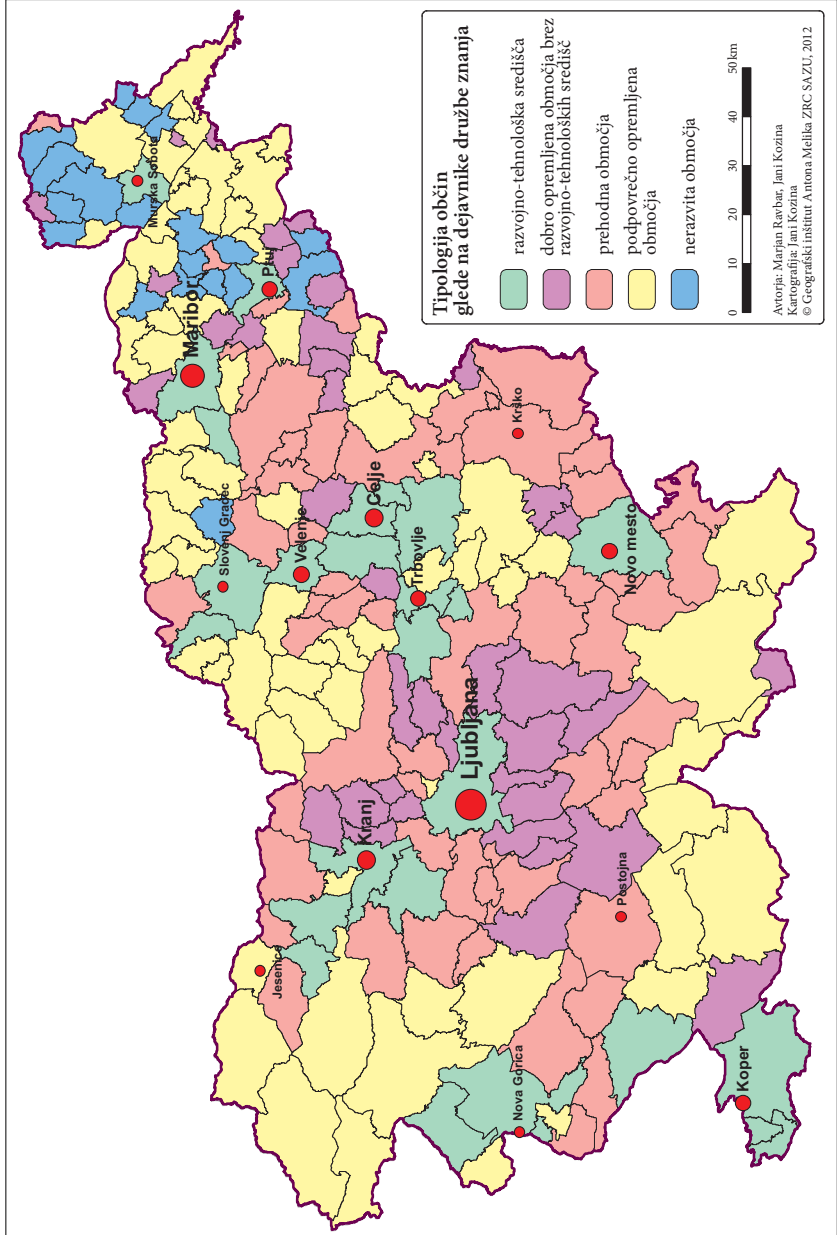 Tipologija občin
glede na dejavnike družbe znanja
razvojno-tehnološka središča
dobro opremljena območja brez
razvojno-tehnoloških središč
prehodna območja
podpovrečno opremljena
območja
nerazvita območja
0 10 20 30 40 50 km
Avtorja: Marjan Ravbar, Jani Kozina
Kartografija: Jani Kozina
© Geografski inštitut Antona Melika ZRC SAZU, 2012
Murska Sobota
Maribor
Ptuj
Slovenj Gradec
Velenje
Celje
Krško
Trbovlje
Novo mesto
Ljubljana
Kranj
Jesenice
Postojna
Nova Gorica
Koper